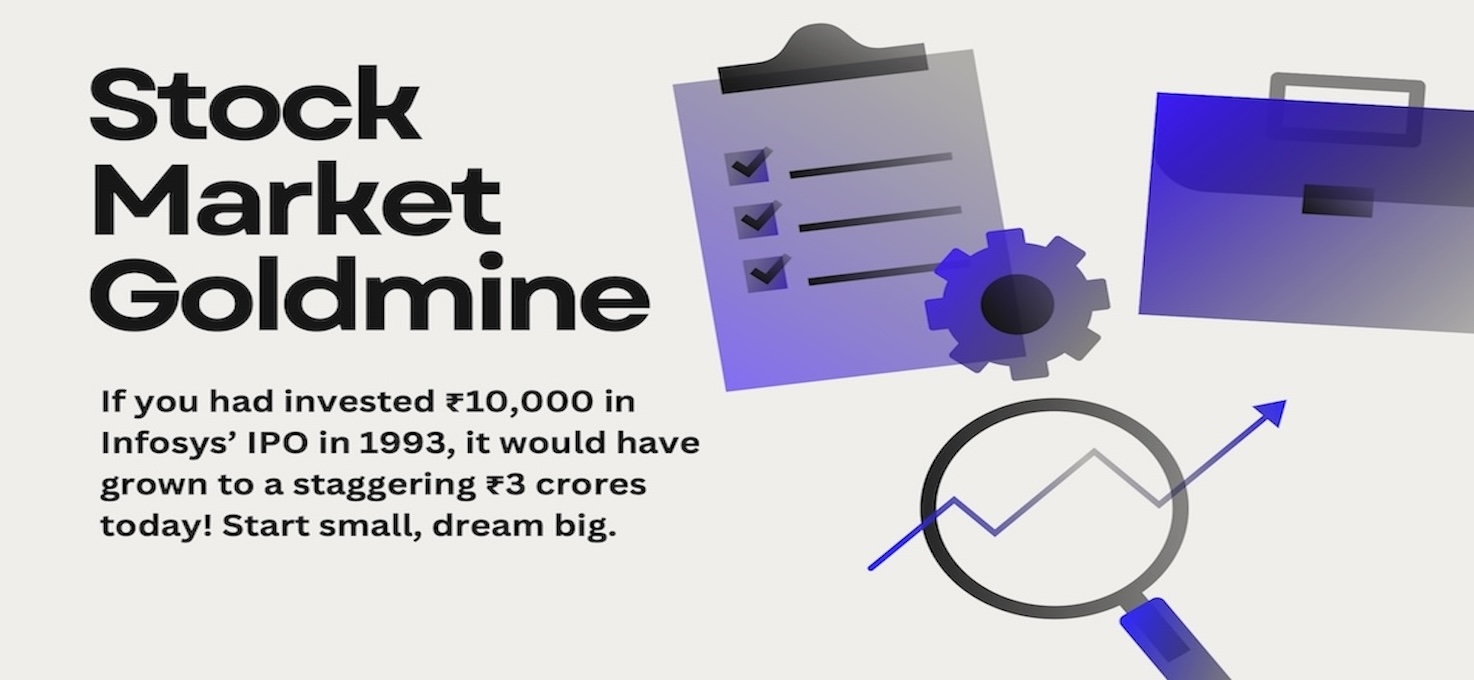 Stock
Market
Goldmine
If you had invested ₹10,000 in
Infosys’ IPO in 1993, it would have
grown to a staggering ₹3 crores
today! Start small, dream big.